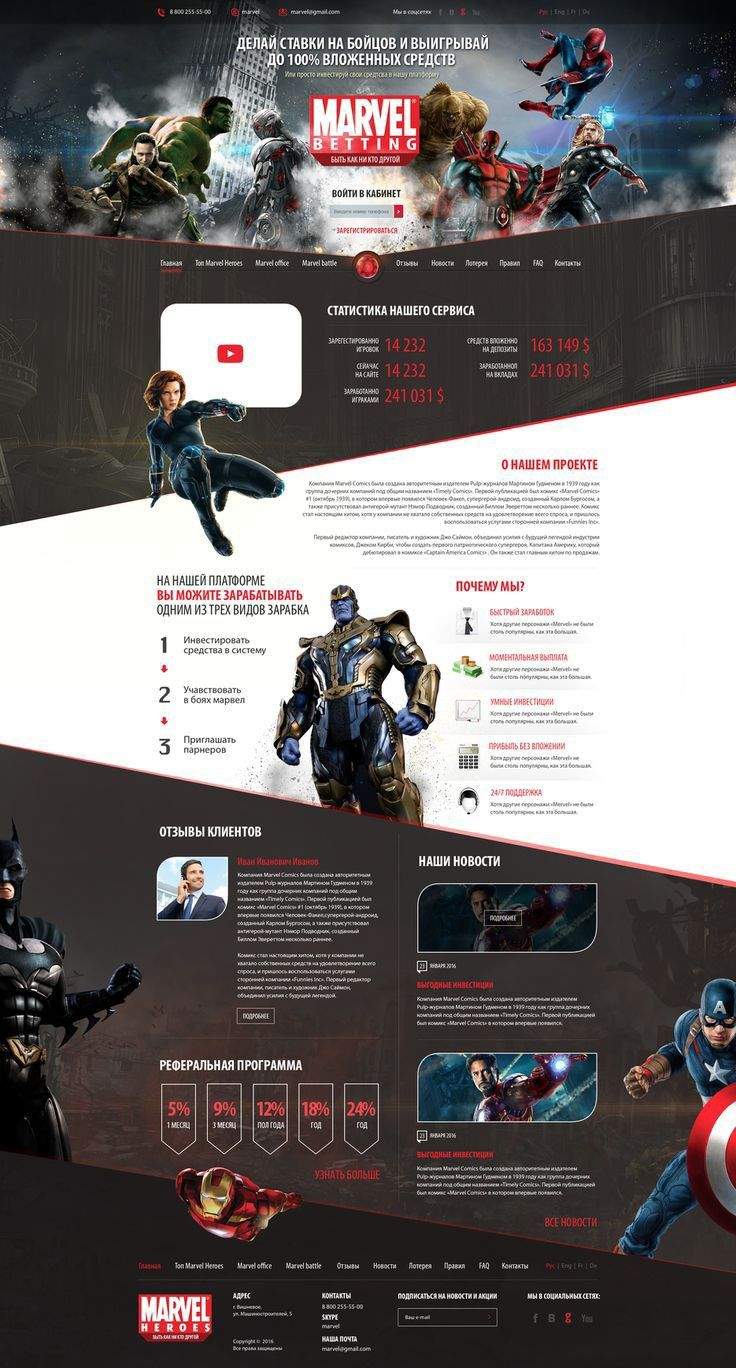 8 800 255-55-00
marvel
marvel@gmail.com
Мы в соцсетях
f B g You
Рус | Eng | Fr | De
ДЕЛАЙ СТАВКИ НА БОЙЦОВ И ВЫИГРЫВАЙ
ДО 100% ВЛОЖЕННЫХ СРЕДСТВ
Или просто инвестируй свои средтсва в нашу платформу
MARVEL
BETTING
БЫТЬ КАК НИ КТО ДРУГОЙ
ВОЙТИ В КАБИНЕТ
Введите номер телефона
ЗАРЕГИСТРИРОВАТЬСЯ
Главная Топ Marvel Heroes Marvel office Marvel battle Отзывы Новости Лотерея Правил FAQ Контакты
СТАТИСТИКА НАШЕГО СЕРВИСА
ЗАРЕГЕСТИРОВАННО
ИГРОВОК
14 232
СРЕДСТВ ВЛОЖЕННО
НА ДЕПОЗИТЫ
163 149 $
СЕЙЧАС
НА САЙТЕ
14 232
ЗАРАБОТАННОЛ
НА ВКЛАДАХ
241 031 $
ЗАРАБОТАННО
ИГРАКАМИ
241 031 $
О НАШЕМ ПРОЕКТЕ
Компания Marvel Comics была создана авторитетным издателем Pulp-журналов Мартином Гудменом в 1939 году как
группа дочерних компаний под общим названием «Timely Comics». Первой публикацией был комикс «Marvel Comics»
#1 (октябрь 1939), в котором впервые появился Человек-Факел, супергерой-андроид, созданный Карлом Бургосом, а
также присутствовал антигерой-мутант Нэмор Подводник, созданный Биллом Эвереттом несколько раннее. Комикс
стал настоящим хитом, хотя у компании не хватало собственных средств на удовлетворение всего спроса, и пришлось
воспользоваться услугами сторонней компании «Funnies Inc».
Первый редактор компании, писатель и художник Джо Саймон, объединил усилия с будущей легендой индустрии
комиксов, Джеком Кирби, чтобы создать первого патриотического супергероя, Капитана Америку, который
дебютировал в комиксе «Captain America Comics» . Он также стал главным хитом по продажам.
НА НАШЕЙ ПЛАТФОРМЕ
ВЫ МОЖИТЕ ЗАРАБАТЫВАТЬ
ОДНИМ ИЗ ТРЕХ ВИДОВ ЗАРАБКА
1 Инвестировать
средства в систему
2 Учавствовать
в боях марвел
3 Приглашать
парнеров
ПОЧЕМУ МЫ?
БЫСТРЫЙ ЗАРАБОТОК
Хотя другие персонажи «Mervel» не были
столь популярны, как эта большая.
МОМЕНТАЛЬНАЯ ВЫПЛАТА
Хотя другие персонажи «Mervel» не
были столь популярны, как эта большая.
УМНЫЕ ИНВЕСТИЦИИ
Хотя другие персонажи «Mervel» не были
столь популярны, как эта большая.
ПРИБЫЛЬ БЕЗ ВЛОЖЕНИИ
Хотя другие персонажи «Mervel» не
были столь популярны, как эта большая.
24/7 ПОДДЕРЖКА
Хотя другие персонажи «Mervel» не были
столь популярны, как эта большая.
ОТЗЫВЫ КЛИЕНТОВ
Иван Иванович Иванов
Компания Marvel Comics была создана авторитетным
издателем Pulp-журналов Мартином Гудменом в 1939
году как группа дочерних компаний под общим
названием «Timely Comics». Первой публикацией был
комикс «Marvel Comics» #1 (октябрь 1939), в котором
впервые появился Человек-Факел,супергерой-андроид,
созданный Карлом Бургосом, а также присутствовал
антигерой-мутант Нэмор Подводник, созданный
Биллом Эвереттом несколько раннее.
Комикс стал настоящим хитом, хотя у компании не
хватало собственных средств на удовлетворение всего
спроса, и пришлось воспользоваться услугами
сторонней компании «Funnies Inc». Первый редактор
компании, писатель и художник Джо Саймон,
объединил усилия с будущей легендой.
ПОДРОБНЕЕ
НАШИ НОВОСТИ
ПОДРОБНЕЕ
23 ЯНВАРЯ 2016
ВЫГОДНЫЕ ИНВЕСТИЦИИ
Компания Marvel Comics была создана авторитетным издателем
Pulp-журналов Мартином Гудменом в 1939 году как группа дочерних
компаний под общим названием «Timely Comics». Первой публикацией
был комикс «Marvel Comics» в котором впервые появился.
23 ЯНВАРЯ 2016
ВЫГОДНЫЕ ИНВЕСТИЦИИ
Компания Marvel Comics была создана авторитетным издателем
Pulp-журналов Мартином Гудменом в 1939 году как группа дочерних
компаний под общим названием «Timely Comics». Первой публикацией
был комикс «Marvel Comics» в котором впервые появился.
ВСЕ НОВОСТИ
РЕФЕРАЛЬНАЯ ПРОГРАММА
5% 9% 12% 18% 24%
1 МЕСЯЦ 3 МЕСЯЦ ПОЛ ГОДА ГОД ГОД
УЗНАТЬ БОЛЬШЕ
Главная Топ Marvel Heroes Marvel office Marvel battle Отзывы Новости Лотерея Правил FAQ Контакты Рус | Eng | Fr | De
MARVEL
HEROES
БЫТЬ КАК НИ КТО ДРУГОЙ
АДРЕС
г. Вишневое,
ул. Машиностроителей, 5
Copyright © 2016
Все права защищены
КОНТАКТЫ
8 800 255-55-00
SKYPE
marvel
НАША ПОЧТА
marvel@gmail.com
ПОДПИСАТЬСЯ НА НОВОСТИ И АКЦИИ
Ваш e-mail
МЫ В СОЦИАЛЬНЫХ СЕТЯХ:
f B g You